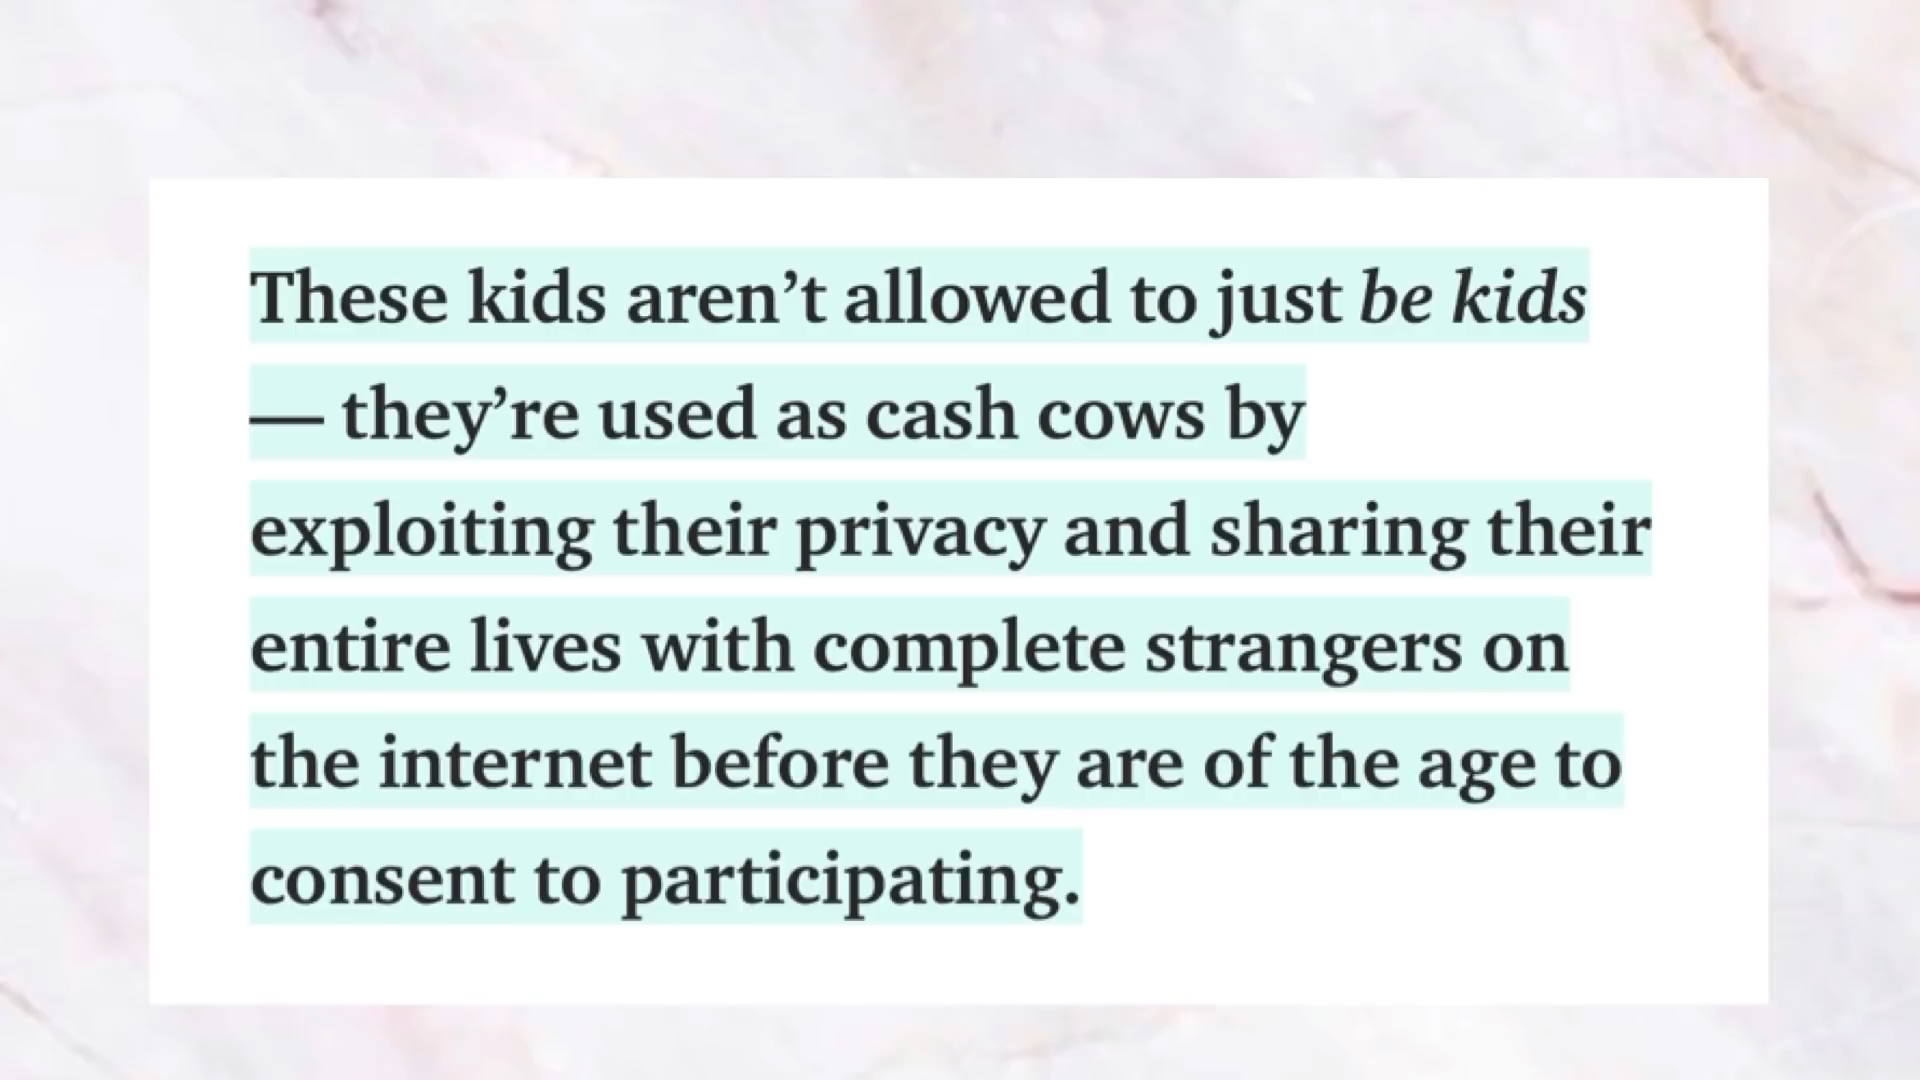 These kids aren’t allowed to just be kids
— they’re used as cash cows by
exploiting their privacy and sharing their
entire lives with complete strangers on
the internet before they are of the age to
consent to participating.